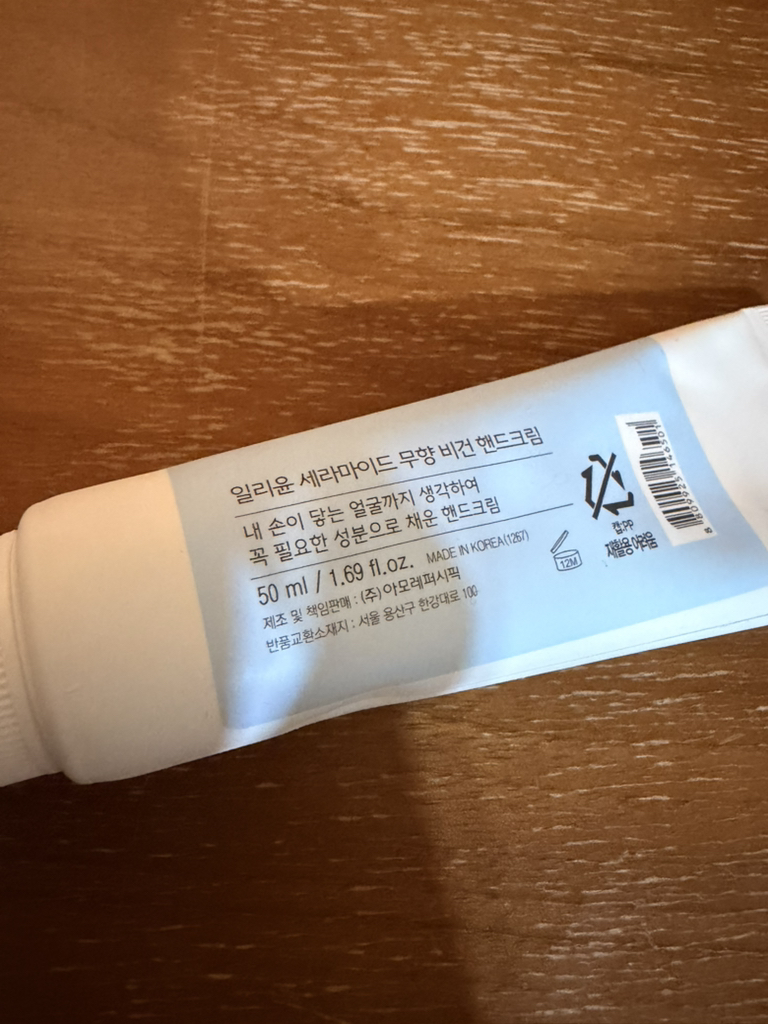 일리윤 세라마이드 무향 비건 핸드크림
내 손이 닿는 얼굴까지 생각하여
꼭 필요한 성분으로 채운 핸드크림
50 ml / 1.69 fl.oz. MADE IN KOREA(1267)
제조 및 책임판매 : (주)아모레퍼시픽
반품교환소재지 : 서울 용산구 한강대로 100
12M
캡:PP
재활용 어려움